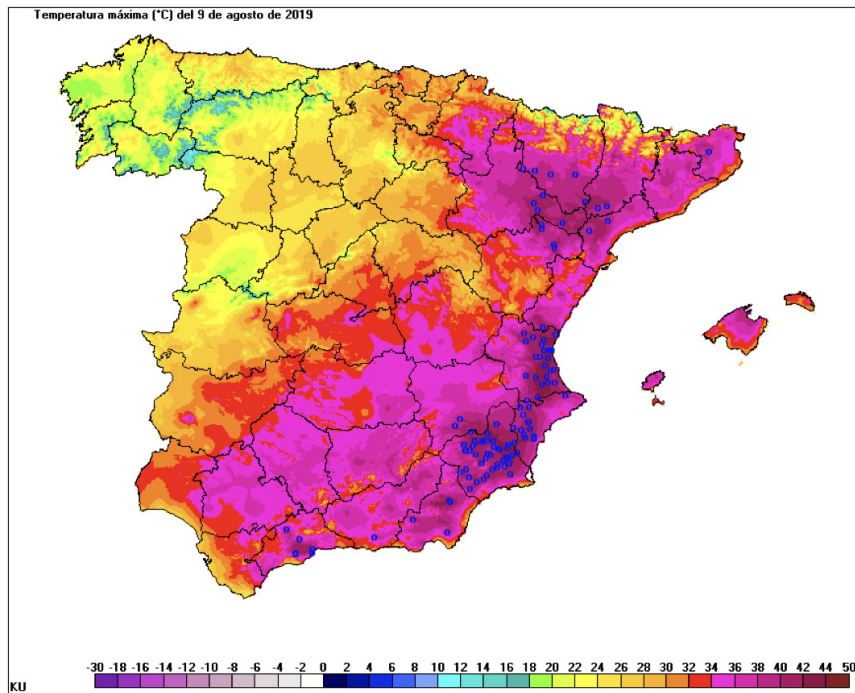 Temperatura máxima (°C) del 9 de agosto de 2019
-30 -18 -16 -14 -12 -10 -8 -6 -4 -2 0 2 4 6 8 10 12 14 16 18 20 22 24 26 28 30 32 34 36 38 40 42 44 50
KU